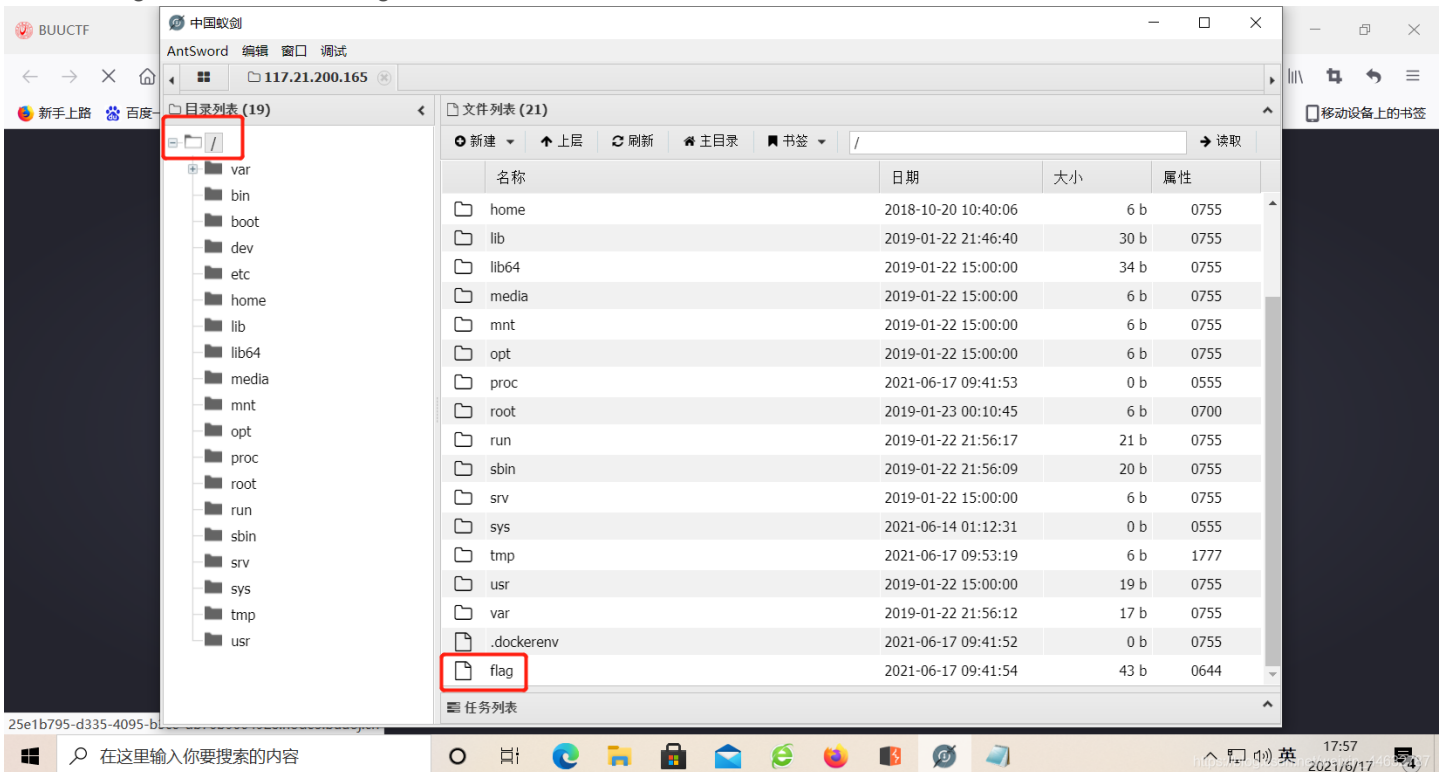 BUUCTF
中国蚁剑
AntSword 编辑 窗口 调试
117.21.200.165
新手上路 百度一
移动设备上的书签
目录列表 (19)
/
var
bin
boot
dev
etc
home
lib
lib64
media
mnt
opt
proc
root
run
sbin
srv
sys
tmp
usr
文件列表 (21)
新建 上层 刷新 主目录 书签 / 读取
名称 日期 大小 属性
home 2018-10-20 10:40:06 6 b 0755
lib 2019-01-22 21:46:40 30 b 0755
lib64 2019-01-22 15:00:00 34 b 0755
media 2019-01-22 15:00:00 6 b 0755
mnt 2019-01-22 15:00:00 6 b 0755
opt 2019-01-22 15:00:00 6 b 0755
proc 2021-06-17 09:41:53 0 b 0555
root 2019-01-23 00:10:45 6 b 0700
run 2019-01-22 21:56:17 21 b 0755
sbin 2019-01-22 21:56:09 20 b 0755
srv 2019-01-22 15:00:00 6 b 0755
sys 2021-06-14 01:12:31 0 b 0555
tmp 2021-06-17 09:53:19 6 b 1777
usr 2019-01-22 15:00:00 19 b 0755
var 2019-01-22 21:56:12 17 b 0755
.dockerenv 2021-06-17 09:41:52 0 b 0755
flag 2021-06-17 09:41:54 43 b 0644
任务列表
25e1b795-d335-4095-b
在这里输入你要搜索的内容
英
17:57
2021/6/17
4